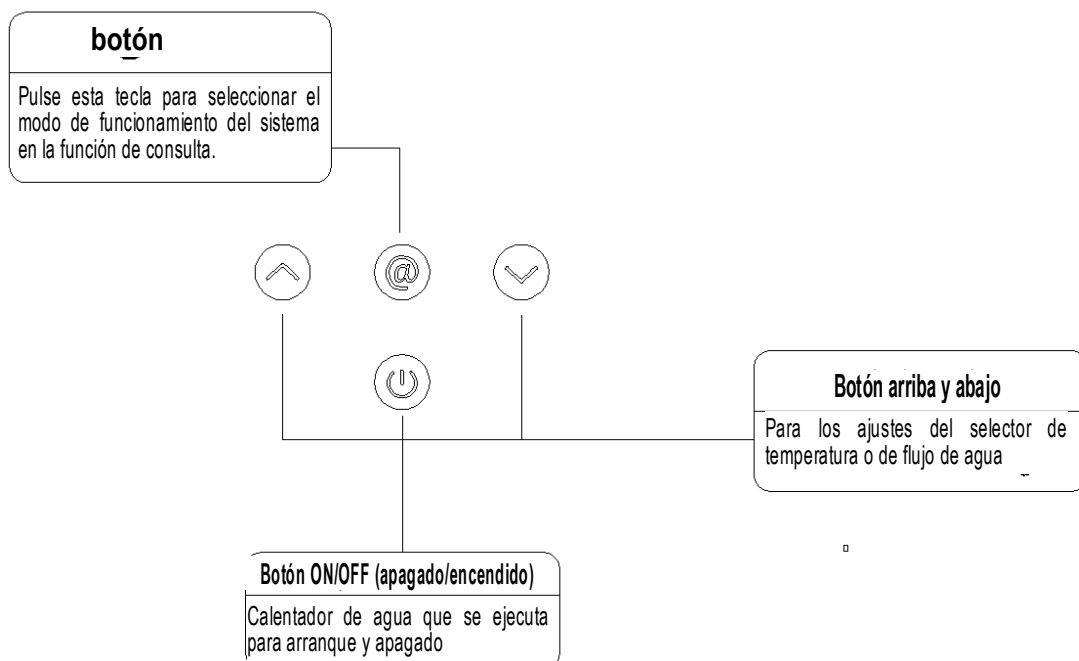 botón
Pulse esta tecla para seleccionar el
modo de funcionamiento del sistema
en la función de consulta.
@
Botón arriba y abajo
Para los ajustes del selector de
temperatura o de flujo de agua
Botón ON/OFF (apagado/encendido)
Calentador de agua que se ejecuta
para arranque y apagado